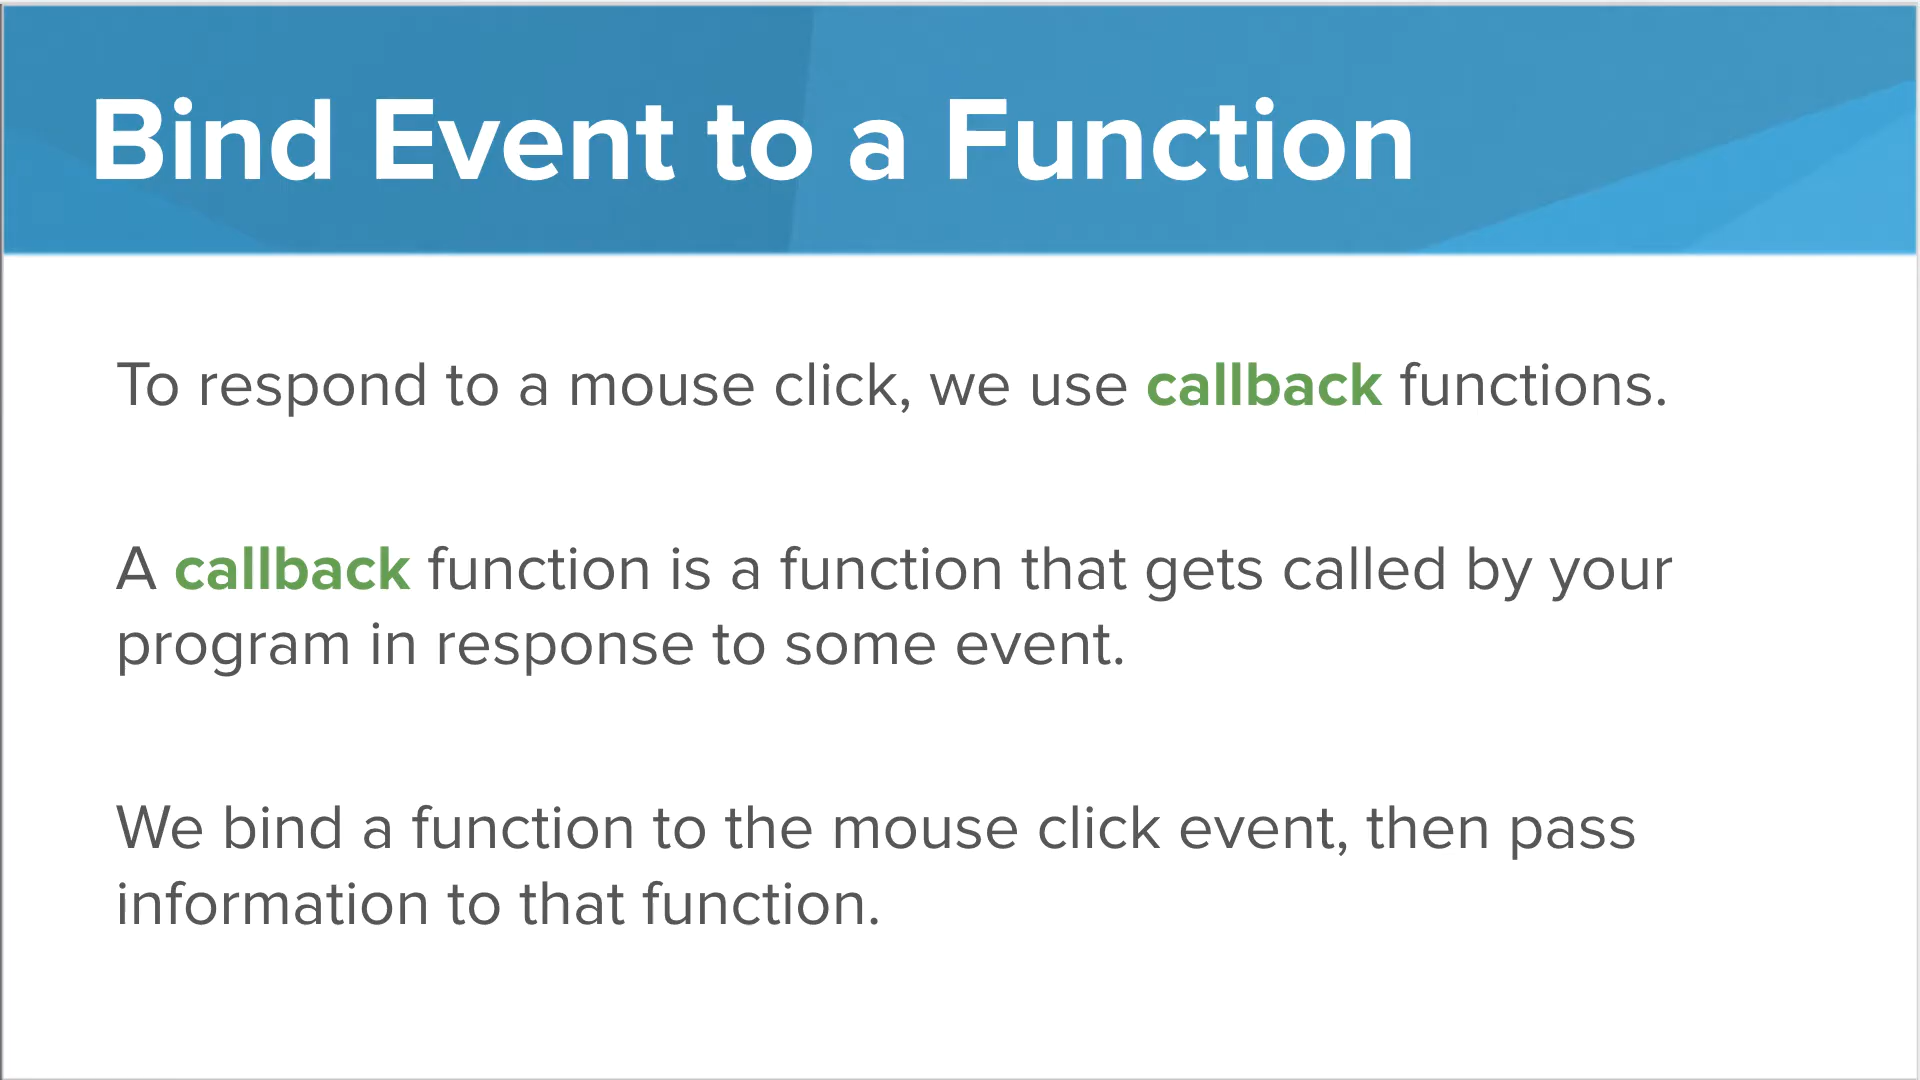 Bind Event to a Function
To respond to a mouse click, we use callback functions.
A callback function is a function that gets called by your
program in response to some event.
We bind a function to the mouse click event, then pass
information to that function.